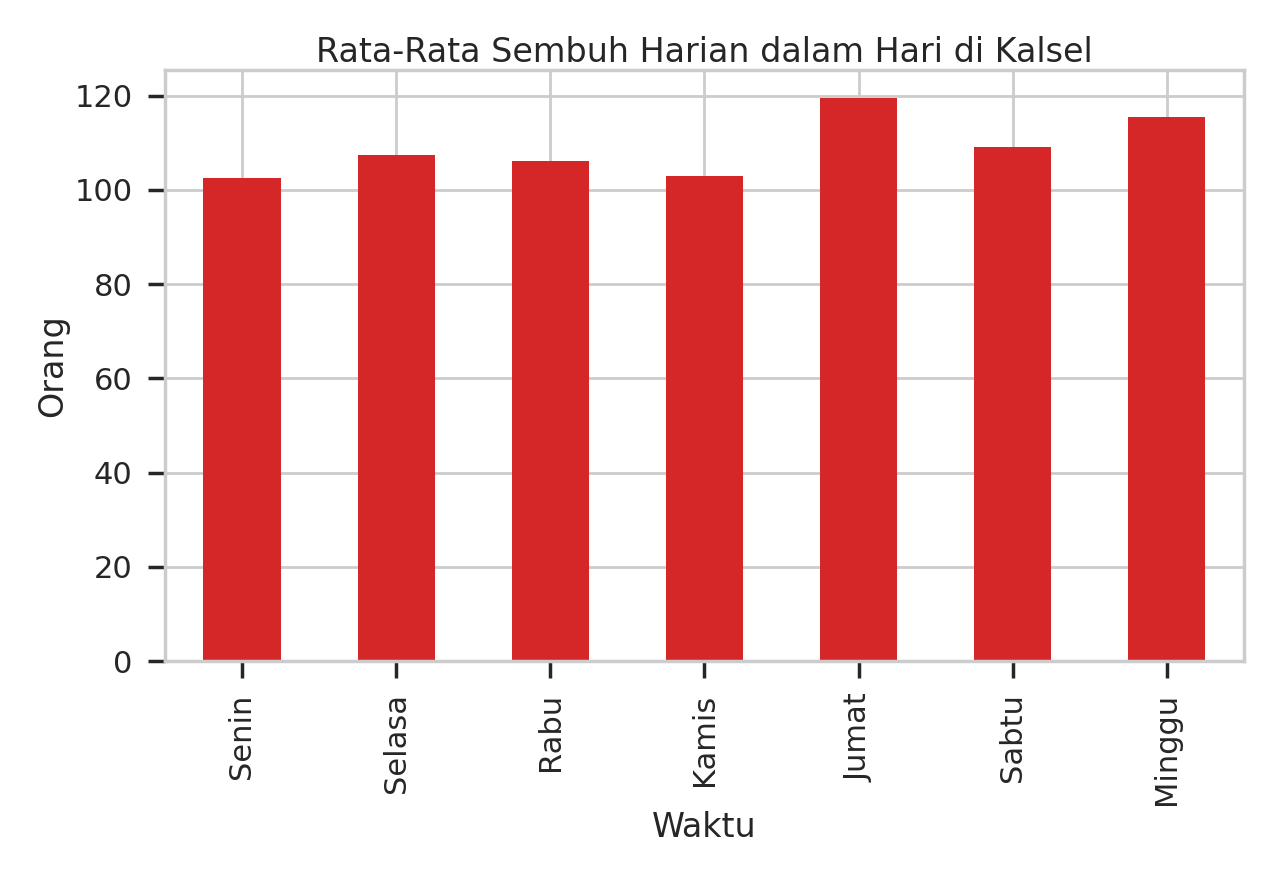 Rata-Rata Sembuh Harian dalam Hari di Kalsel
120
100
80
60
40
20
0
Orang
Senin
Selasa
Rabu
Kamis
Jumat
Sabtu
Minggu
Waktu